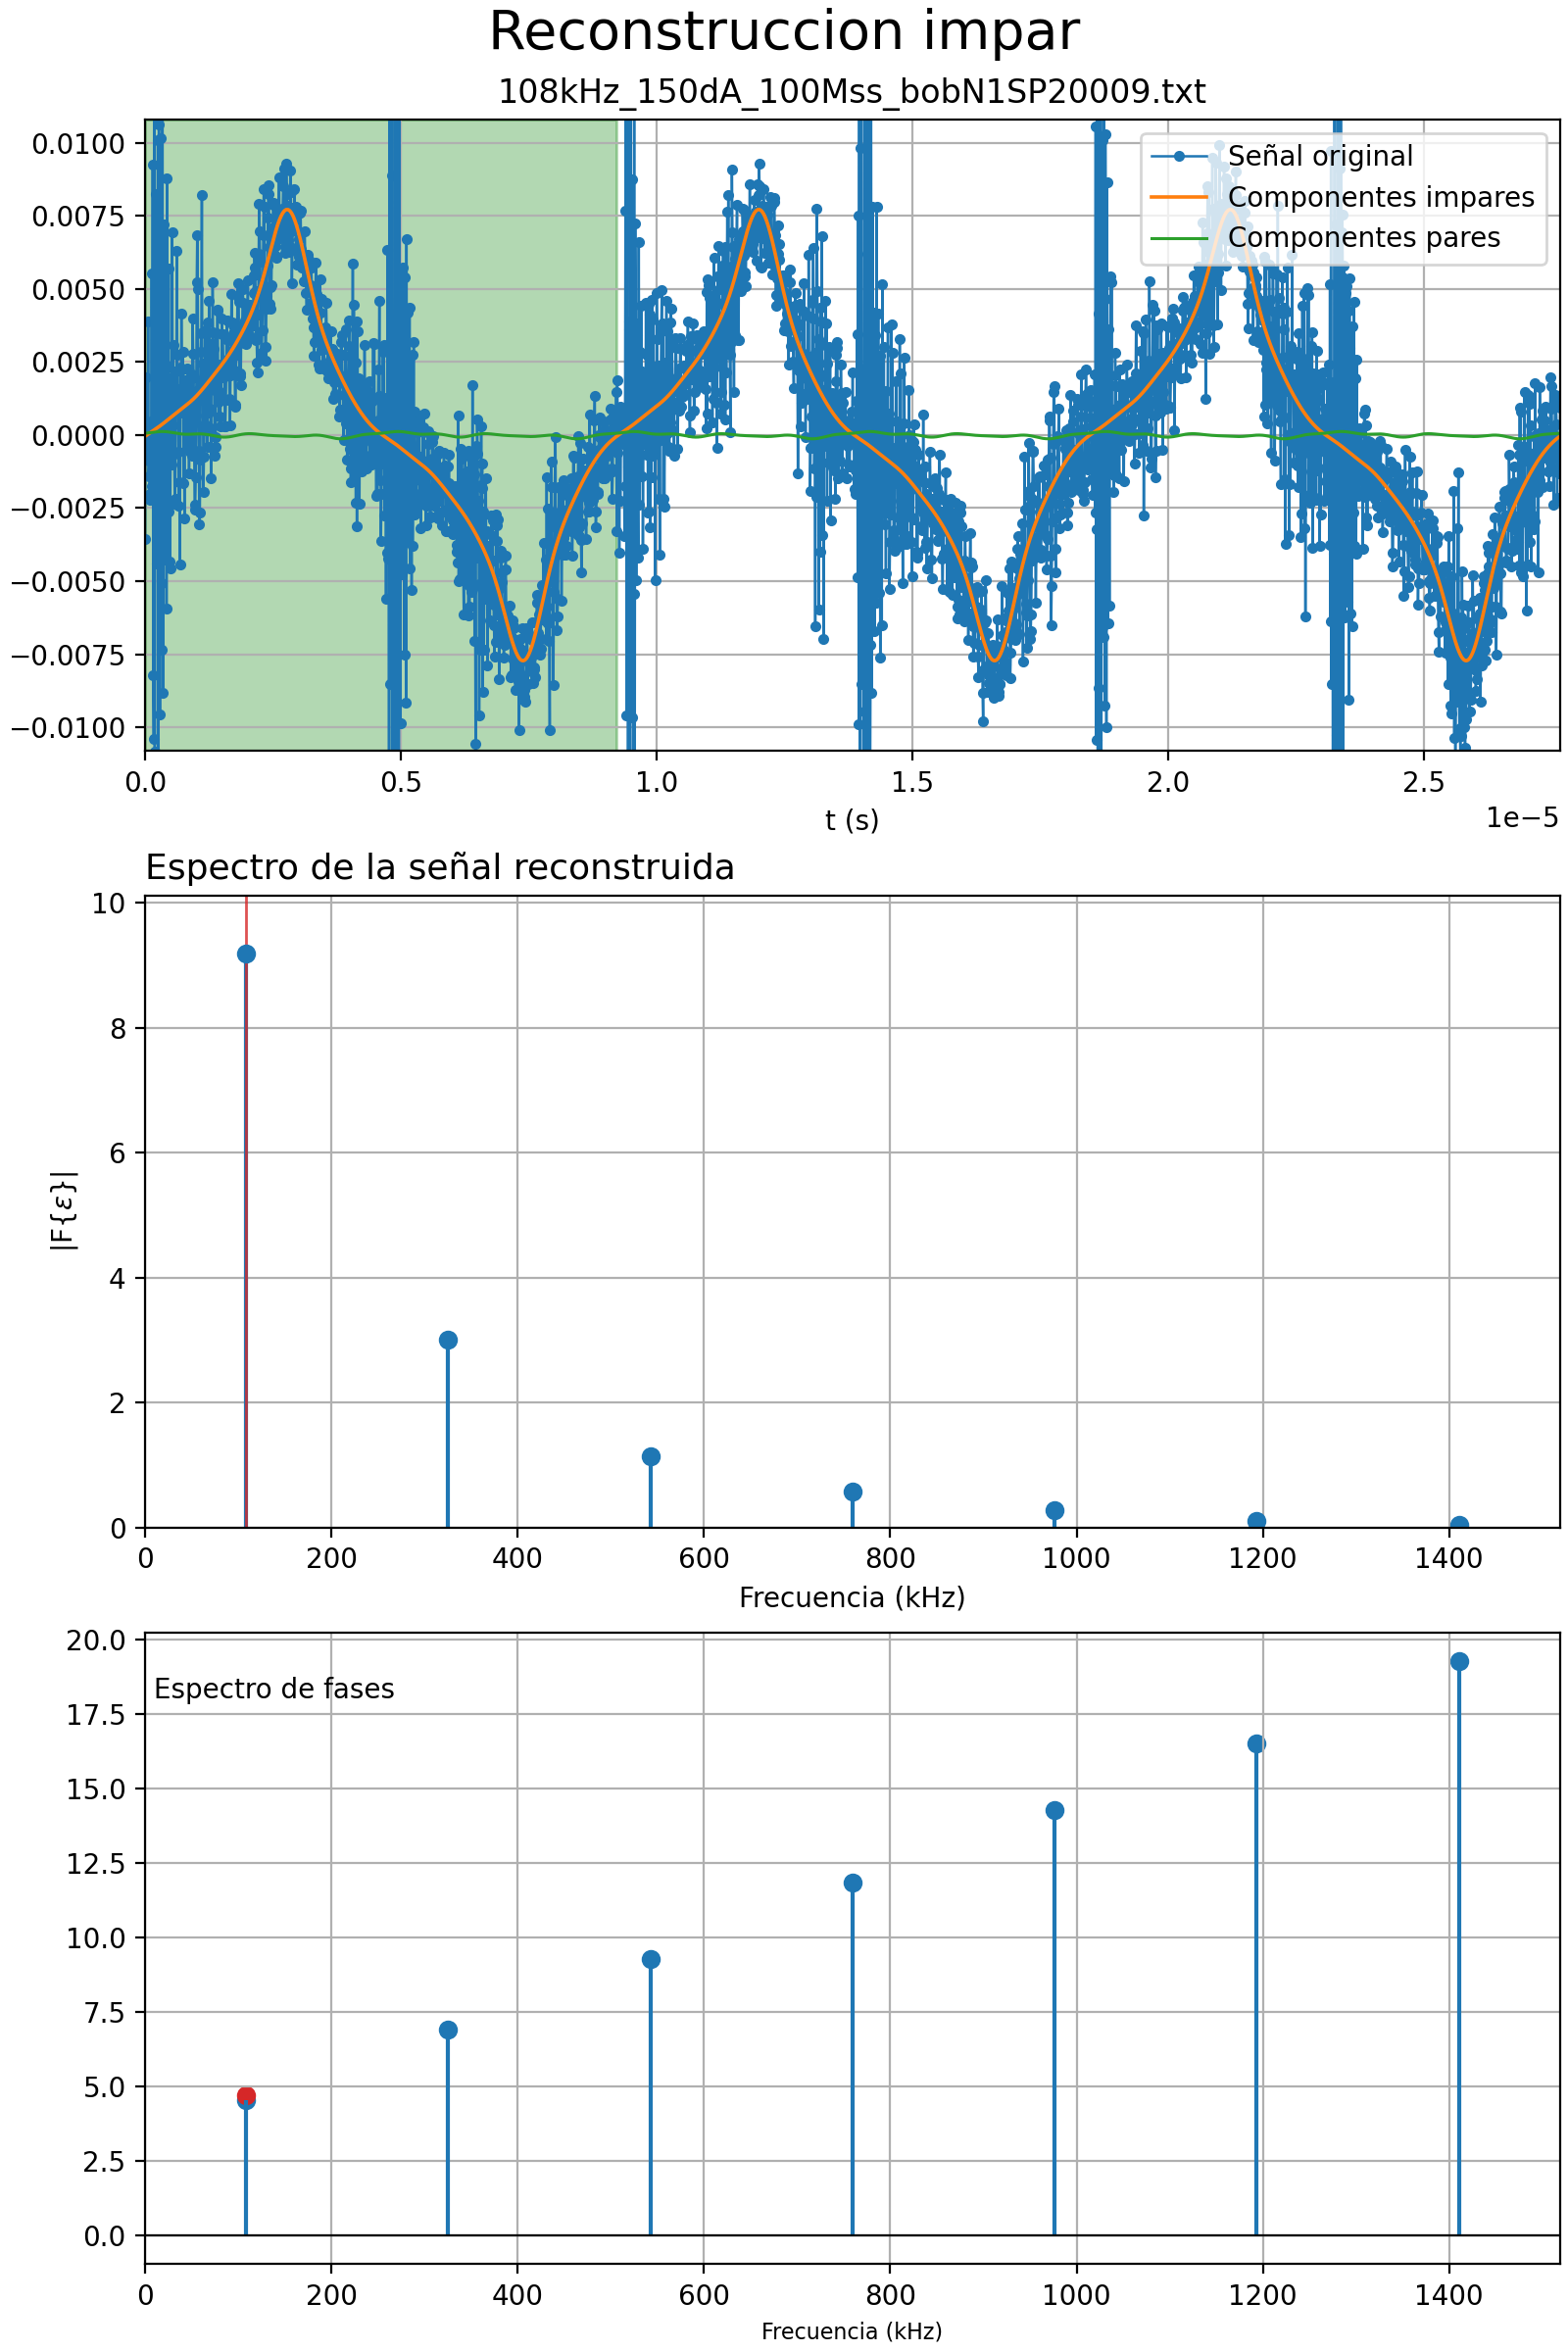 Reconstruccion impar
108kHz_150dA_100Mss_bobN1SP20009.txt
Señal original
Componentes impares
Componentes pares
0.0100
0.0075
0.0050
0.0025
0.0000
−0.0025
−0.0050
−0.0075
−0.0100
0.0 0.5 1.0 1.5 2.0 2.5
t (s)
1e−5
Espectro de la señal reconstruida
10
8
6
4
2
0
|F{ε}|
0 200 400 600 800 1000 1200 1400
Frecuencia (kHz)
Espectro de fases
20.0
17.5
15.0
12.5
10.0
7.5
5.0
2.5
0.0
0 200 400 600 800 1000 1200 1400
Frecuencia (kHz)